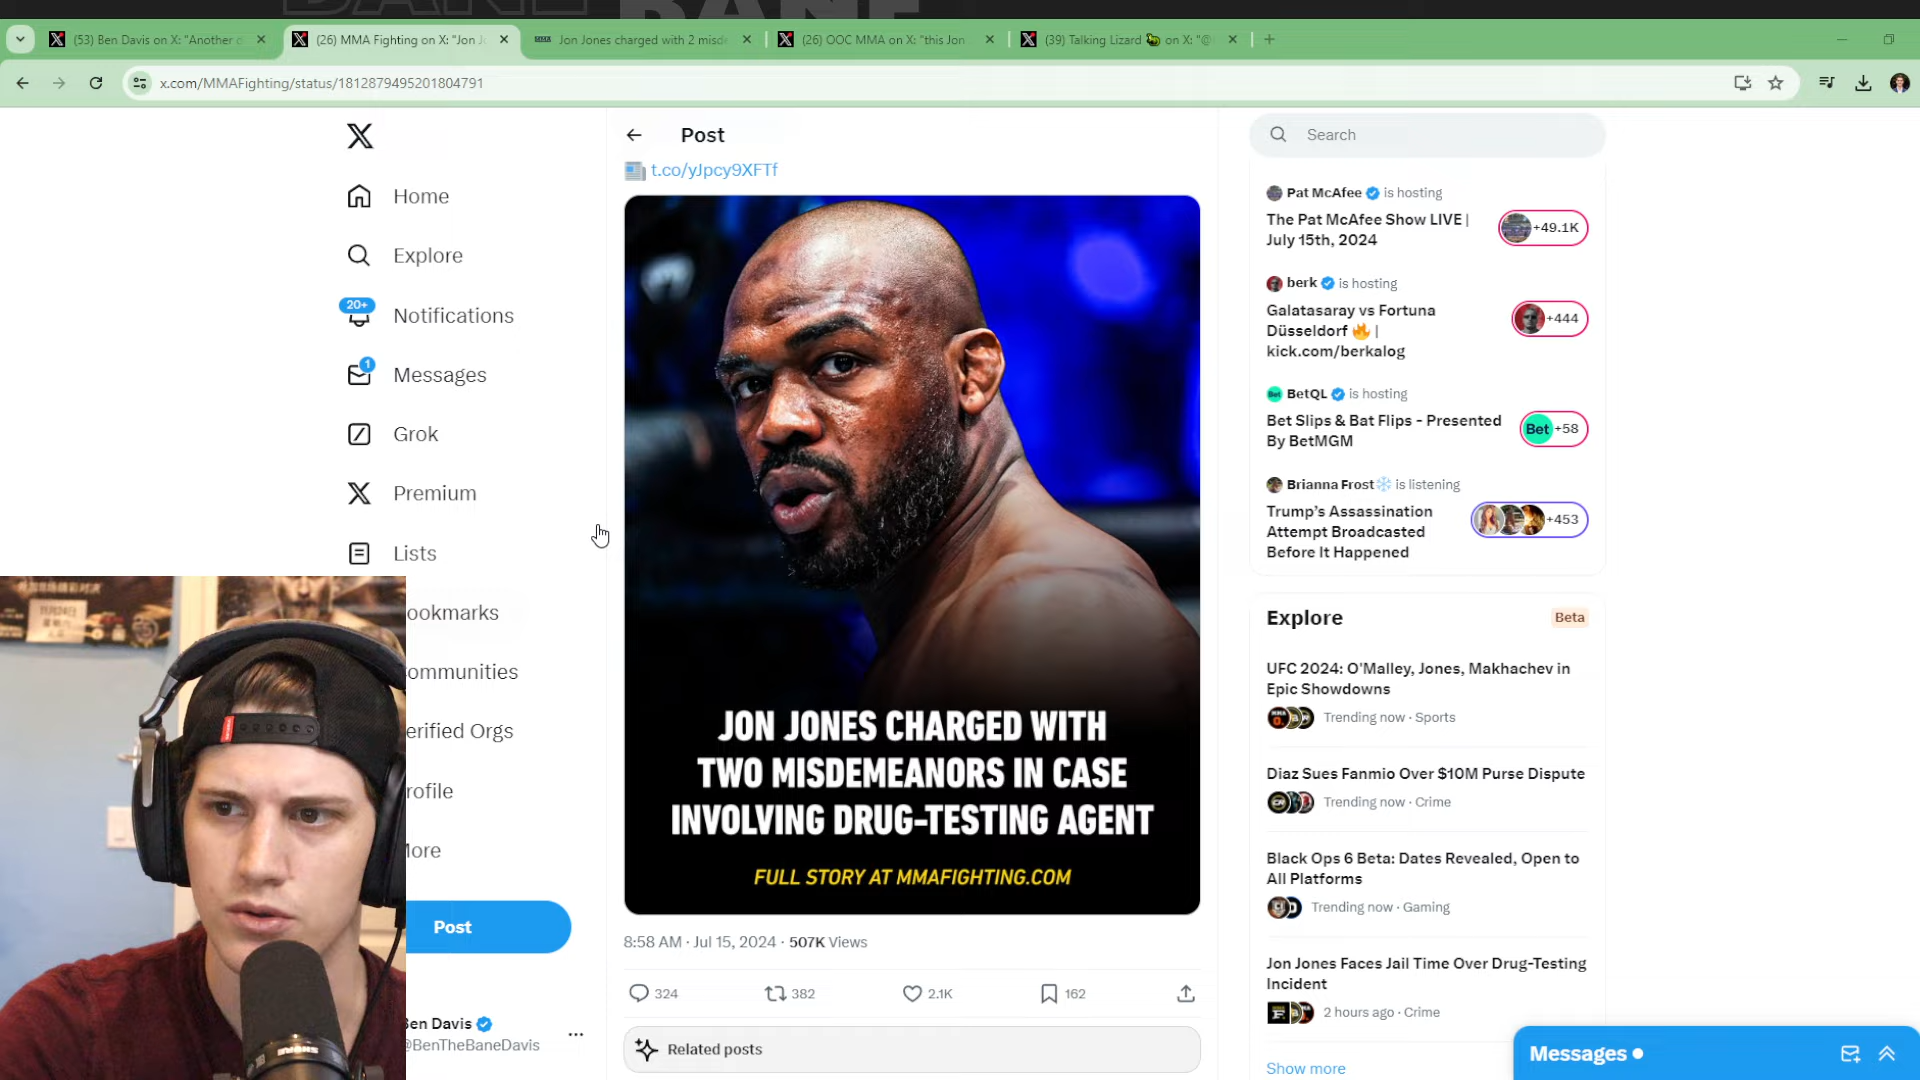 BANE BANE
(53) Ben Davis on X: "Another o
(26) MMA Fighting on X: "Jon J
Jon Jones charged with 2 misde
(26) OOC MMA on X: "this Jon
(39) Talking Lizard 🦎 on X: "@
x.com/MMAFighting/status/1812879495201804791
Home
Explore
20+
Notifications
1
Messages
Grok
Premium
Lists
ookmarks
ommunities
erified Orgs
rofile
ore
Post
Ben Davis
@BenTheBaneDavis
Post
t.co/yJpcy9XFTf
JON JONES CHARGED WITH
TWO MISDEMEANORS IN CASE
INVOLVING DRUG-TESTING AGENT
FULL STORY AT MMAFIGHTING.COM
8:58 AM · Jul 15, 2024 · 507K Views
324 382 2.1K 162
Related posts
Search
Pat McAfee is hosting
The Pat McAfee Show LIVE |
July 15th, 2024
+49.1K
berk is hosting
Galatasaray vs Fortuna
Düsseldorf 🔥 |
kick.com/berkalog
+444
BetQL is hosting
Bet Slips & Bat Flips - Presented
By BetMGM
Bet +58
Brianna Frost❄️ is listening
Trump's Assassination
Attempt Broadcasted
Before It Happened
+453
Explore
Beta
UFC 2024: O'Malley, Jones, Makhachev in
Epic Showdowns
Trending now · Sports
Diaz Sues Fanmio Over $10M Purse Dispute
Trending now · Crime
Black Ops 6 Beta: Dates Revealed, Open to
All Platforms
Trending now · Gaming
Jon Jones Faces Jail Time Over Drug-Testing
Incident
2 hours ago · Crime
Show more
Messages
SHURE